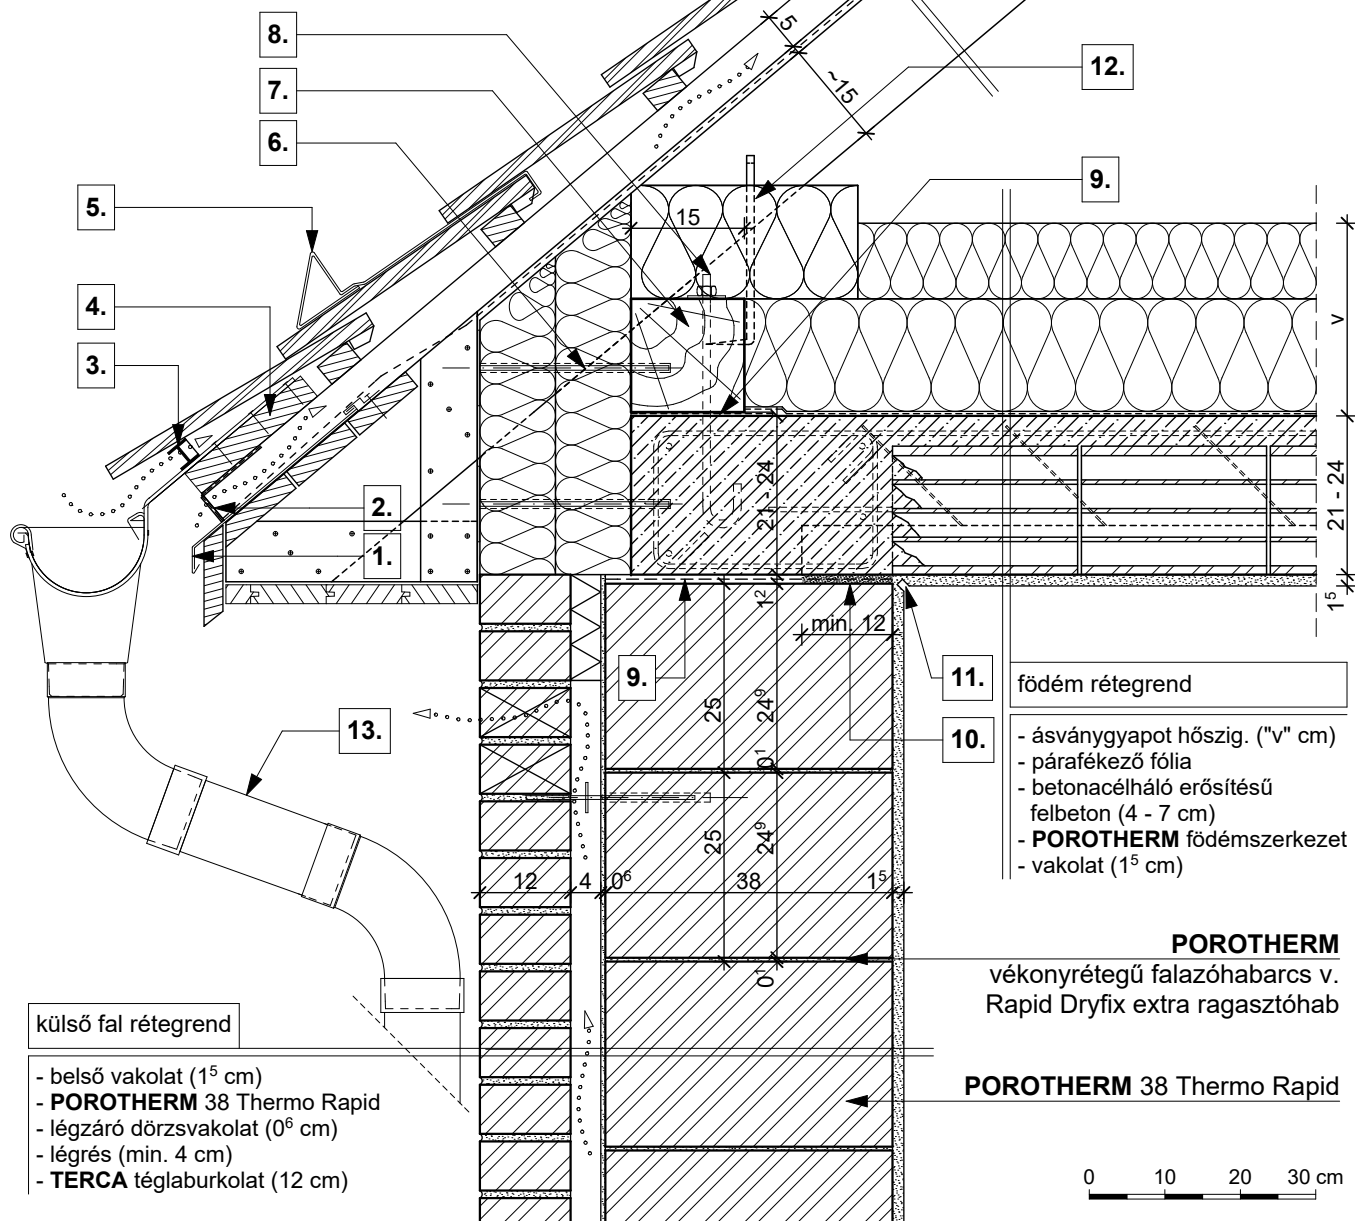 8.
7.
6.
5.
4.
3.
2.
1.
5
~15
12.
9.
15
v
21 - 24
21 - 24
1²
1⁵
min. 12
9.
11.
10.
13.
25
24⁹
0¹
25
24⁹
0¹
12
4
0⁶
38
1⁵
födém rétegrend
- ásványgyapot hőszig. ("v" cm)
- párafékező fólia
- betonacélháló erősítésű
felbeton (4 - 7 cm)
- POROTHERM födémszerkezet
- vakolat (1⁵ cm)
POROTHERM
vékonyrétegű falazóhabarcs v.
Rapid Dryfix extra ragasztóhab
POROTHERM 38 Thermo Rapid
külső fal rétegrend
- belső vakolat (1⁵ cm)
- POROTHERM 38 Thermo Rapid
- légzáró dörzsvakolat (0⁶ cm)
- légrés (min. 4 cm)
- TERCA téglaburkolat (12 cm)
0 10 20 30 cm